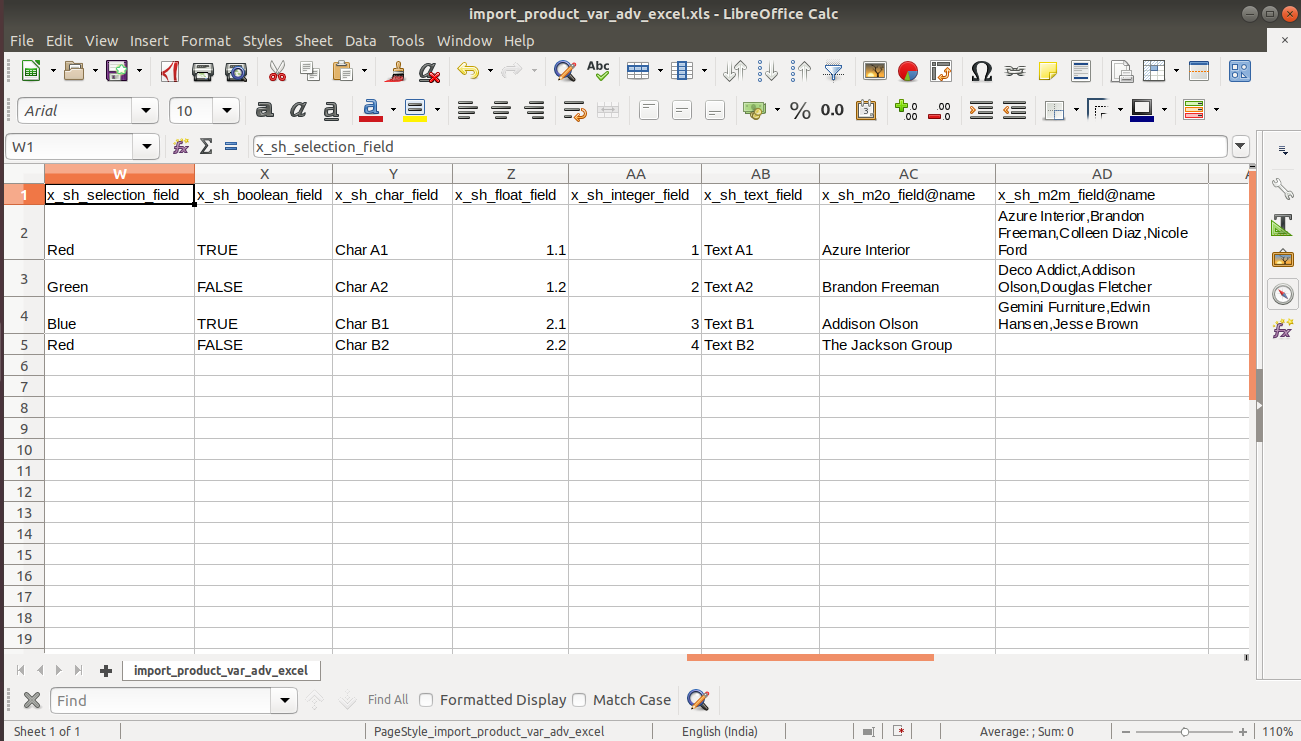 import_product_var_adv_excel.xls - LibreOffice Calc
File Edit View Insert Format Styles Sheet Data Tools Window Help
Abc
Arial 10 a a a a % 0.0
W1 x_sh_selection_field
W X Y Z AA AB AC AD
1 x_sh_selection_field x_sh_boolean_field x_sh_char_field x_sh_float_field x_sh_integer_field x_sh_text_field x_sh_m2o_field@name x_sh_m2m_field@name
Azure Interior,Brandon
2 Freeman,Colleen Diaz,Nicole
Red TRUE Char A1 1.1 1 Text A1 Azure Interior Ford
3 Deco Addict,Addison
Green FALSE Char A2 1.2 2 Text A2 Brandon Freeman Olson,Douglas Fletcher
4 Gemini Furniture,Edwin
Blue TRUE Char B1 2.1 3 Text B1 Addison Olson Hansen,Jesse Brown
5 Red FALSE Char B2 2.2 4 Text B2 The Jackson Group
6
7
8
9
10
11
12
13
14
15
16
17
18
19
import_product_var_adv_excel
Find Find All Formatted Display Match Case
Sheet 1 of 1 PageStyle_import_product_var_adv_excel English (India) Average: ; Sum: 0 110%